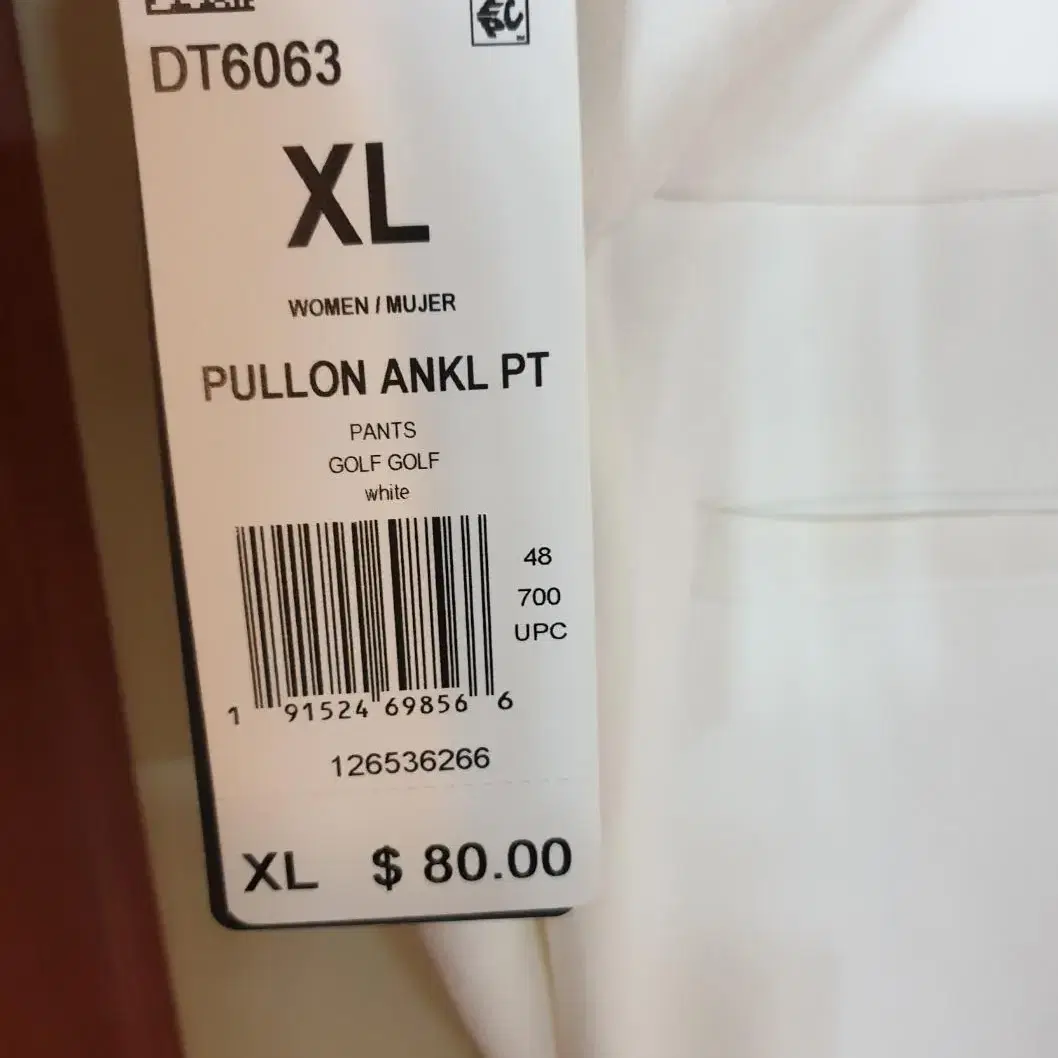 DT6063
XL
WOMEN / MUJER
PULLON ANKL PT
PANTS
GOLF GOLF
white
48
700
UPC
1 91524 69856 6
126536266
XL $ 80.00